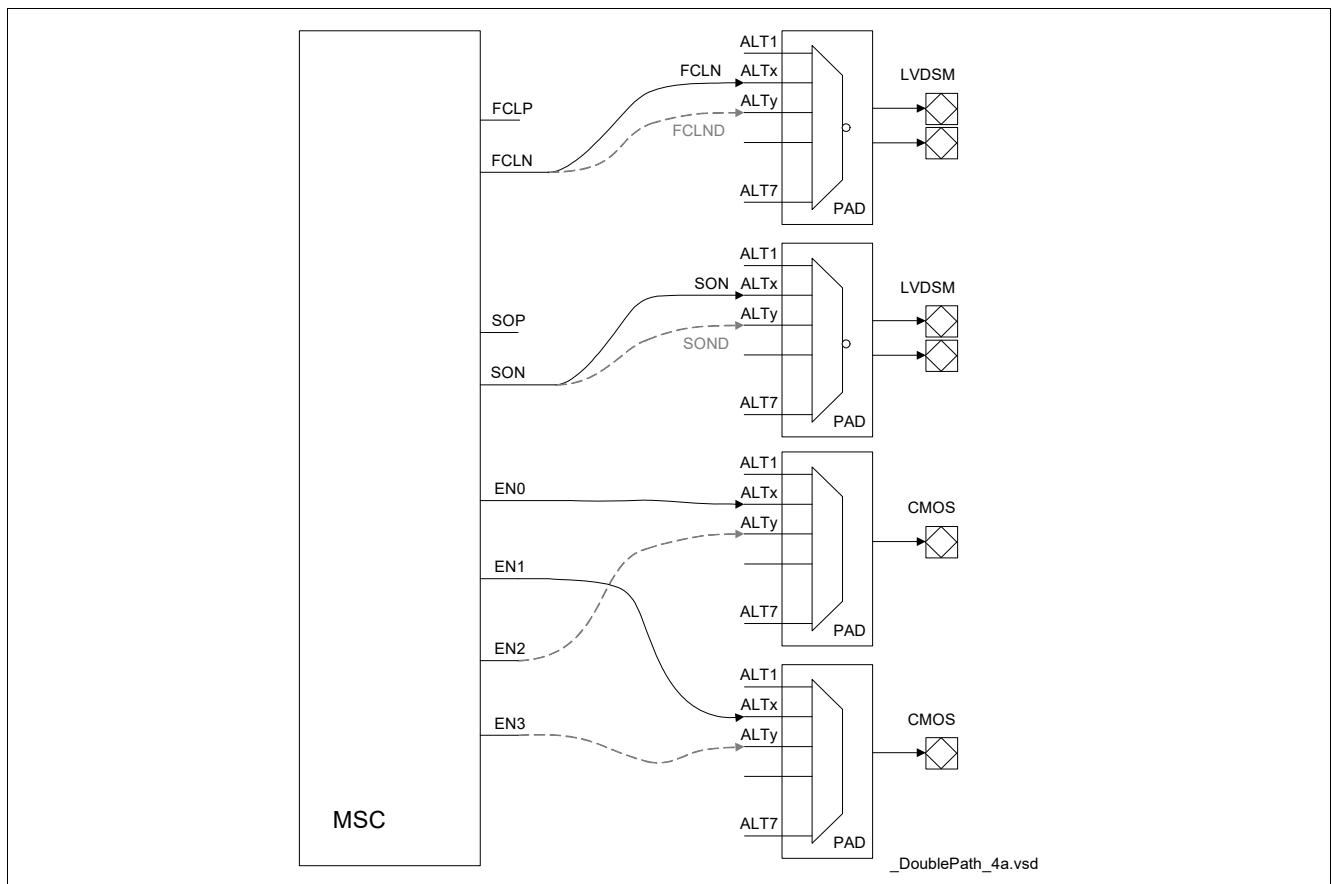 ALT1
FCLN ALTx
ALTy
FCLND
ALT7
PAD
LVDSM
FCLP
FCLN
ALT1
SON ALTx
ALTy
SOND
ALT7
PAD
LVDSM
SOP
SON
ALT1
ALTx
ALTy
ALT7
PAD
CMOS
EN0
EN1
EN2
EN3
ALT1
ALTx
ALTy
ALT7
PAD
CMOS
MSC
_DoublePath_4a.vsd